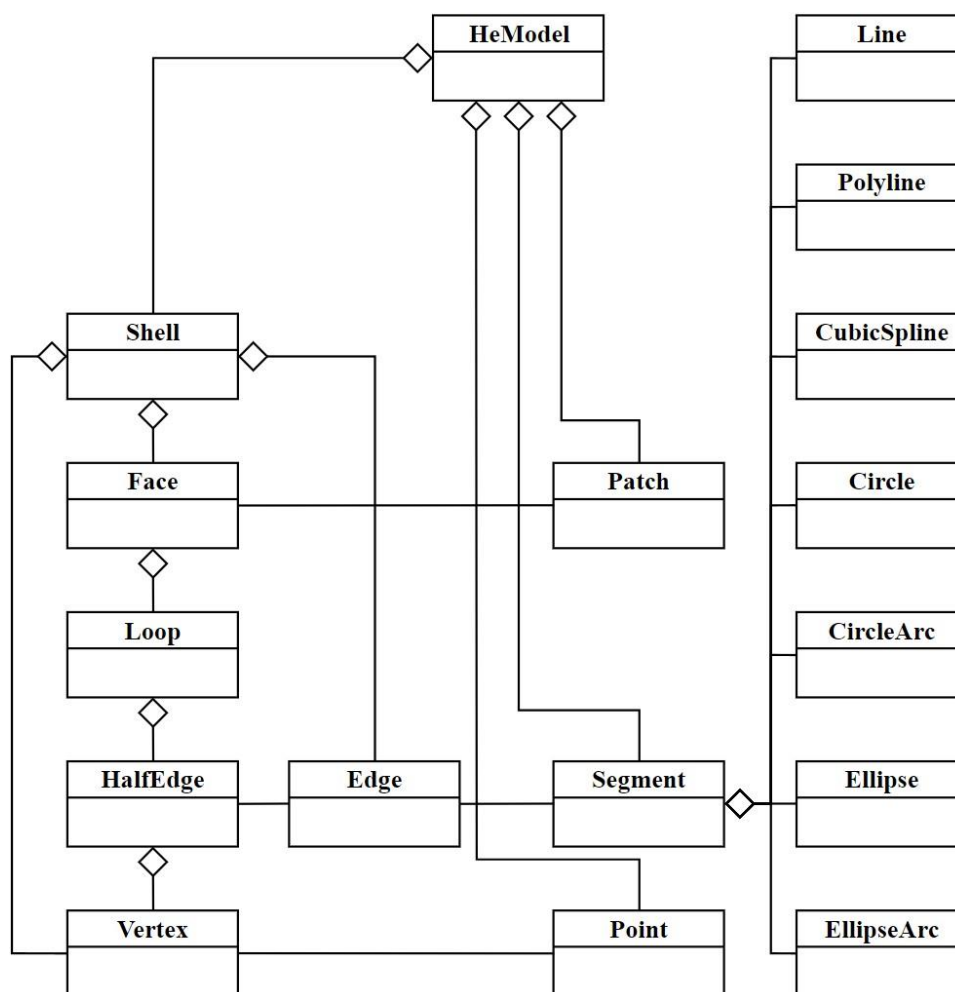 HeModel
Line
Polyline
Shell
CubicSpline
Face
Patch
Circle
Loop
CircleArc
HalfEdge
Edge
Segment
Ellipse
Vertex
Point
EllipseArc